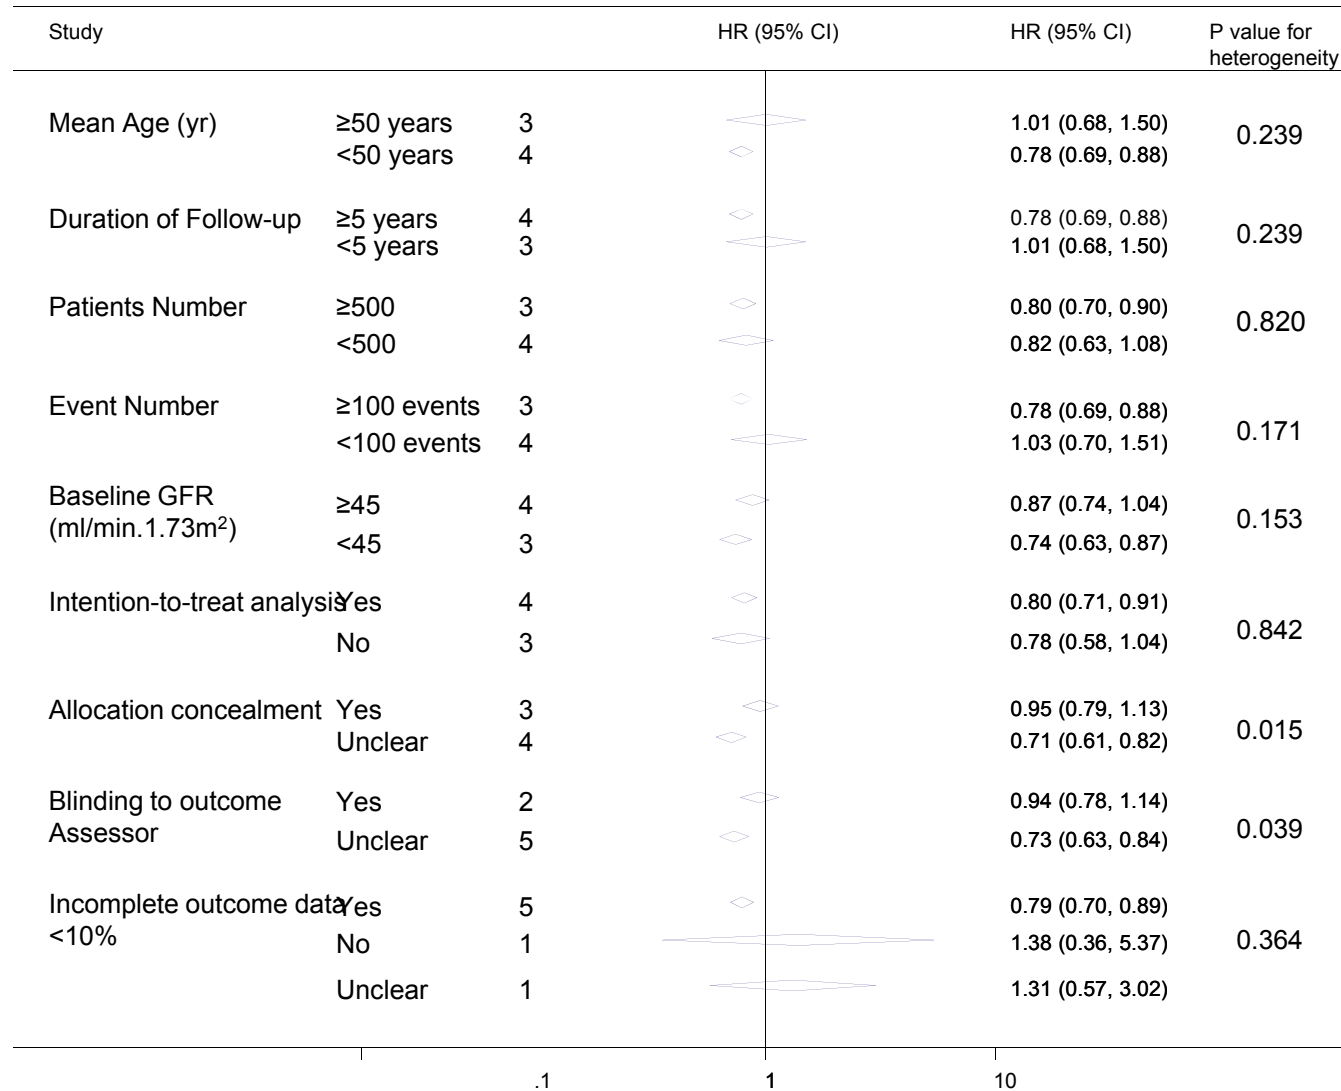 Study HR (95% CI) HR (95% CI) P value for
heterogeneity
Mean Age (yr) ≥50 years 3 1.01 (0.68, 1.50) 0.239
<50 years 4 0.78 (0.69, 0.88)
Duration of Follow-up ≥5 years 4 0.78 (0.69, 0.88) 0.239
<5 years 3 1.01 (0.68, 1.50)
Patients Number ≥500 3 0.80 (0.70, 0.90) 0.820
<500 4 0.82 (0.63, 1.08)
Event Number ≥100 events 3 0.78 (0.69, 0.88) 0.171
<100 events 4 1.03 (0.70, 1.51)
Baseline GFR ≥45 4 0.87 (0.74, 1.04) 0.153
(ml/min.1.73m²)
<45 3 0.74 (0.63, 0.87)
Intention-to-treat analysis Yes 4 0.80 (0.71, 0.91) 0.842
No 3 0.78 (0.58, 1.04)
Allocation concealment Yes 3 0.95 (0.79, 1.13) 0.015
Unclear 4 0.71 (0.61, 0.82)
Blinding to outcome Yes 2 0.94 (0.78, 1.14) 0.039
Assessor Unclear 5 0.73 (0.63, 0.84)
Incomplete outcome data Yes 5 0.79 (0.70, 0.89)
<10% No 1 1.38 (0.36, 5.37) 0.364
Unclear 1 1.31 (0.57, 3.02)
.1 1 10